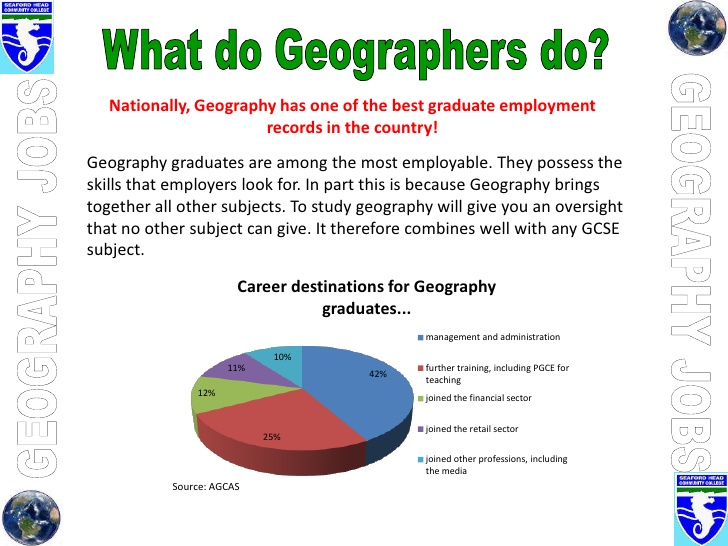 SEAFORD HEAD
COMMUNITY COLLEGE
What do Geographers do?
GEOGRAPHY JOBS
GEOGRAPHY JOBS
Nationally, Geography has one of the best graduate employment
records in the country!
Geography graduates are among the most employable. They possess the
skills that employers look for. In part this is because Geography brings
together all other subjects. To study geography will give you an oversight
that no other subject can give. It therefore combines well with any GCSE
subject.
Career destinations for Geography
graduates...
42%
25%
12%
11%
10%
management and administration
further training, including PGCE for
teaching
joined the financial sector
joined the retail sector
joined other professions, including
the media
Source: AGCAS
SEAFORD HEAD
COMMUNITY COLLEGE